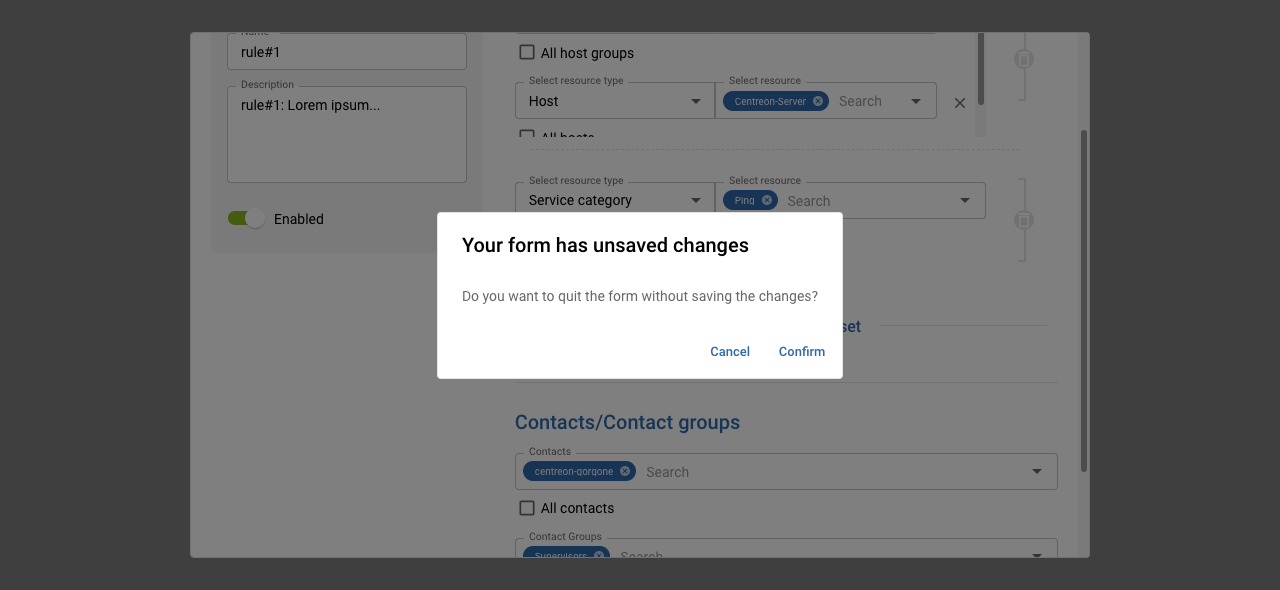 Name
rule#1
Description
rule#1: Lorem ipsum...
Enabled
All host groups
Select resource type
Host
Select resource
Centreon-Server
Search
All hosts
Select resource type
Service category
Select resource
Ping
Search
Your form has unsaved changes
Do you want to quit the form without saving the changes?
Cancel
Confirm
set
Contacts/Contact groups
Contacts
centreon-gorgone
Search
All contacts
Contact Groups
Supervisors
Search